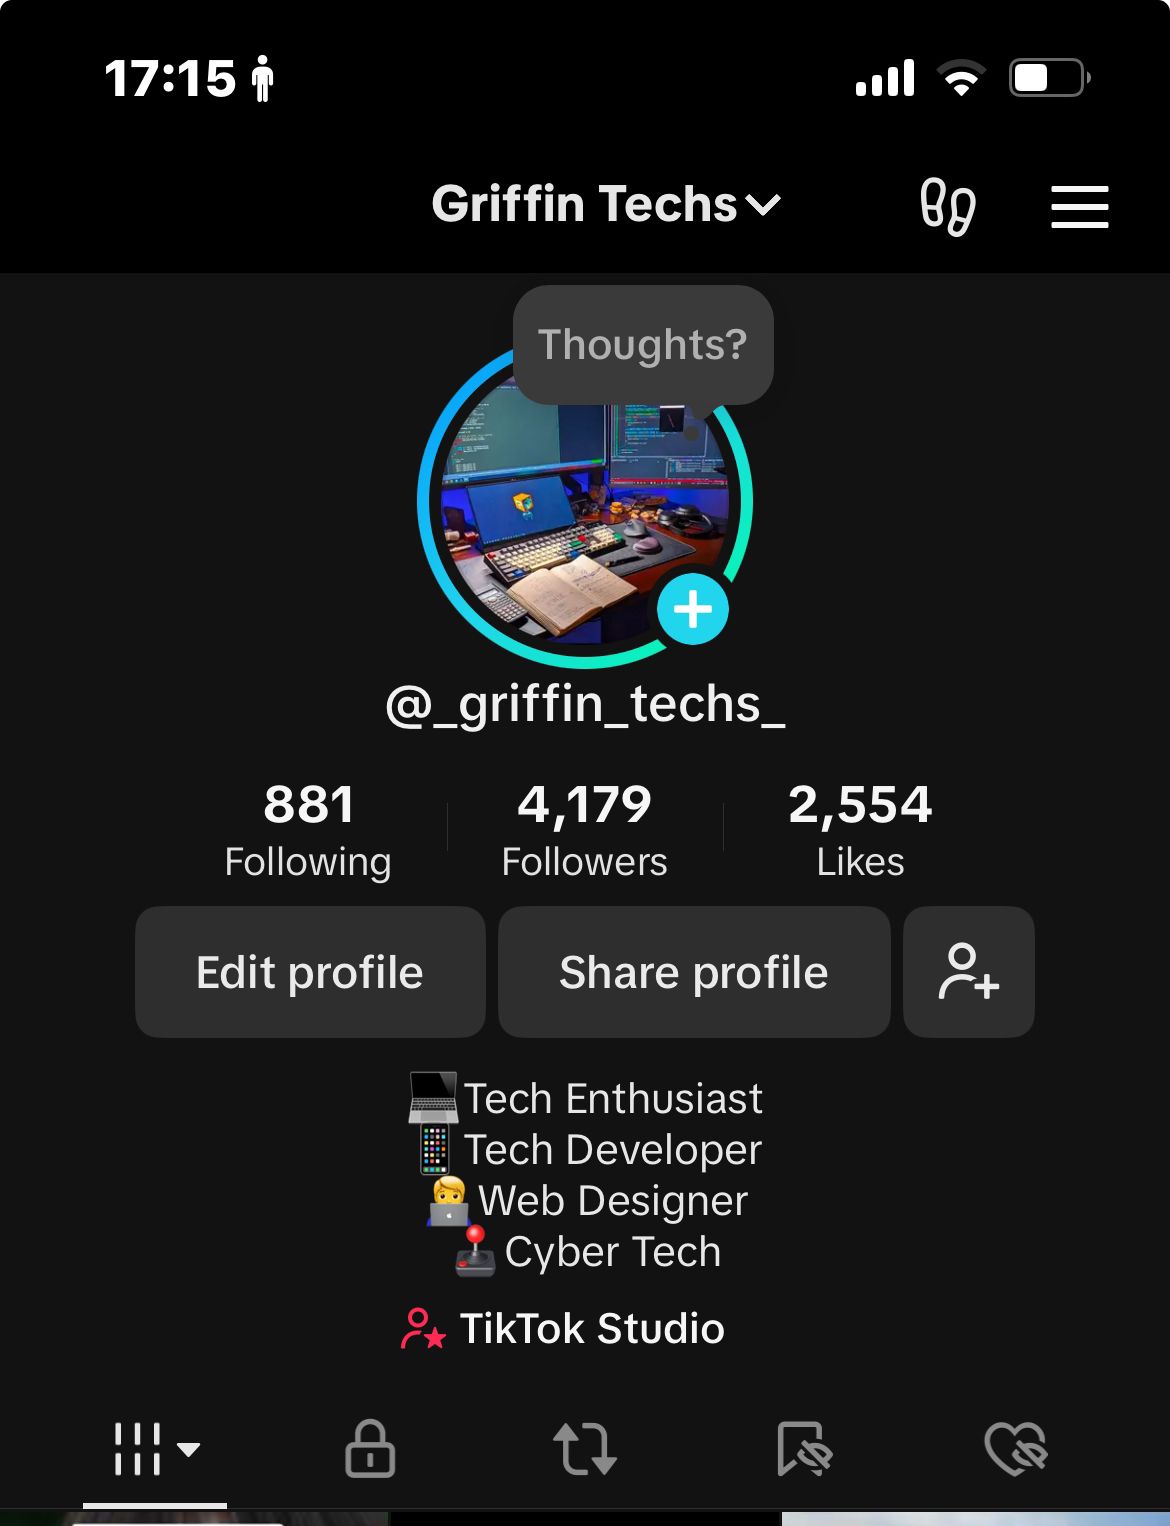 17:15
Griffin Techs
Thoughts?
@_griffin_techs_
881 4,179 2,554
Following Followers Likes
Edit profile Share profile
💻Tech Enthusiast
📱Tech Developer
🧑‍💻Web Designer
🕹️Cyber Tech
TikTok Studio